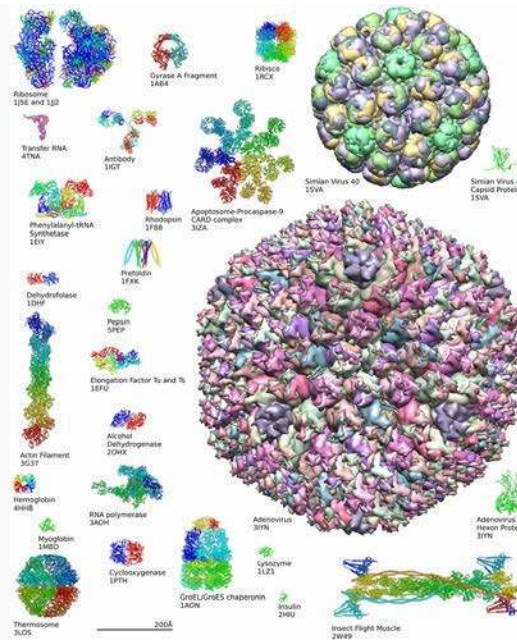 Ribosome
1J5E and 1JJ2
Gyrase A Fragment
1AB4
Ribisco
1RCX
Transfer RNA
4TNA
Antibody
1IGT
Apoptosome-Procaspase-9
CARD complex
3IZA
Simian Virus 40
1SVA
Simian Virus
Capsid Protein
1SVA
Phenylalanyl-tRNA
Synthetase
1EIY
Rhodopsin
1F88
Prefoldin
1FXK
Dehydrofolase
1DHF
Pepsin
5PEP
Elongation Factor Tu and Ts
1EFU
Actin Filament
3G37
Alcohol
Dehydrogenase
2OHX
Hemoglobin
4HHB
RNA polymerase
3AOH
Myoglobin
1MBD
Adenovirus
3IYN
Adenovirus
Hexon Prote
3IYN
Cyclooxygenase
1PTH
GroEL/GroES chaperonin
1AON
Lysozyme
1LZ1
Insulin
2HIU
Thermosome
3LOS
200Å
Insect Flight Muscle
2W49